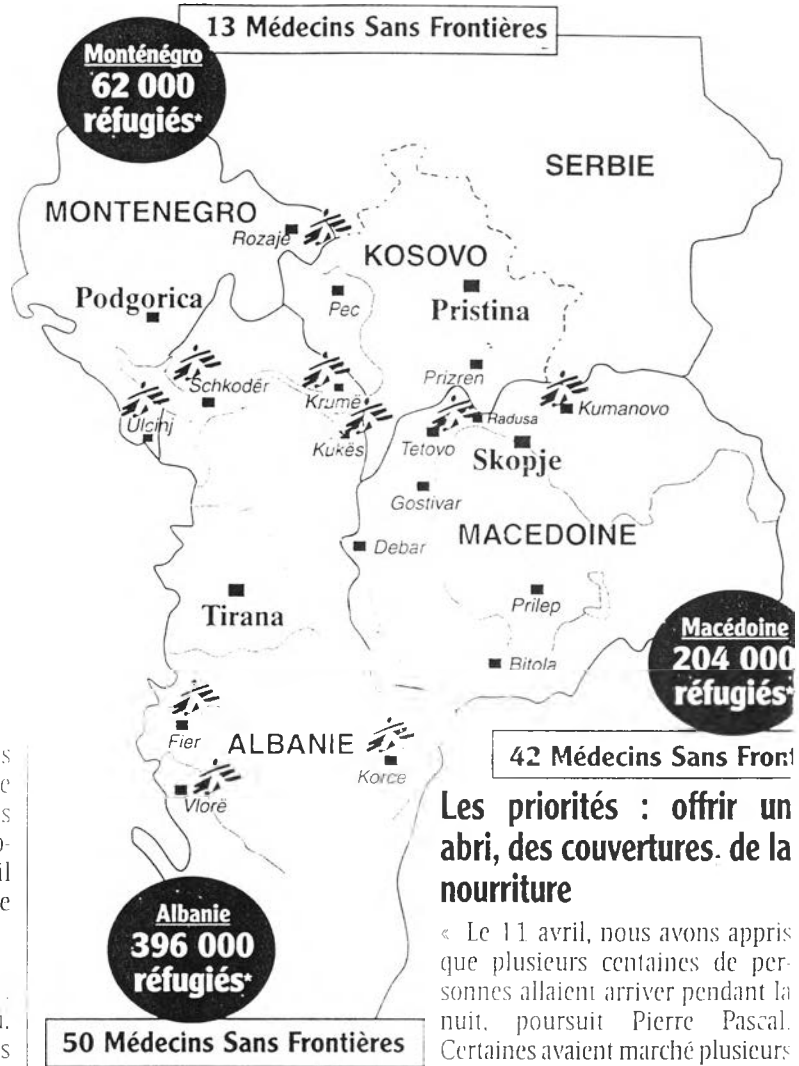 13 Médecins Sans Frontières
Monténégro
62 000
réfugiés*
SERBIE
MONTENEGRO
Rozaje
KOSOVO
Podgorica
Pec
Pristina
Schkodër
Krumë
Prizren
Ulcinj
Kukës
Tetovo
Radusa
Kumanovo
Skopje
Gostivar
Debar
MACEDOINE
Tirana
Prilep
Bitola
Macédoine
204 000
réfugiés*
Fier
ALBANIE
Korce
Vlorë
42 Médecins Sans Front
Albanie
396 000
réfugiés*
50 Médecins Sans Frontières
Les priorités : offrir un
abri, des couvertures. de la
nourriture
« Le 11 avril, nous avons appris
que plusieurs centaines de per-
sonnes allaient arriver pendant la
nuit, poursuit Pierre Pascal.
Certaines avaient marché plusieurs